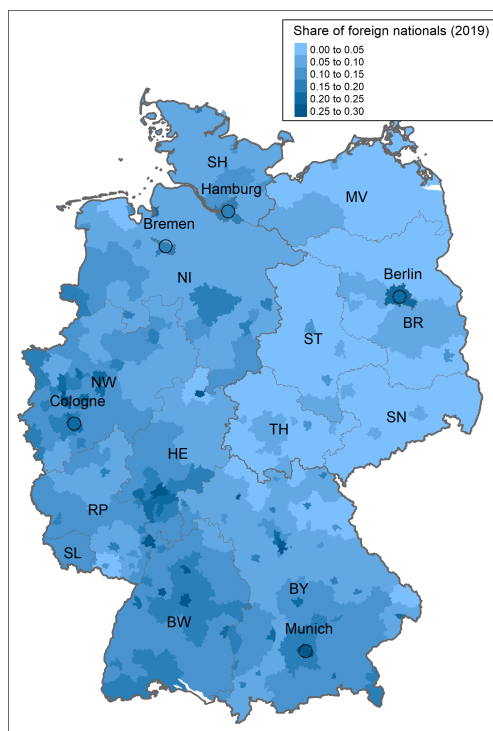 Share of foreign nationals (2019)
0.00 to 0.05
0.05 to 0.10
0.10 to 0.15
0.15 to 0.20
0.20 to 0.25
0.25 to 0.30
SH
Hamburg
MV
Bremen
Berlin
NI
BR
ST
NW
Cologne
SN
TH
HE
RP
SL
BY
BW
Munich